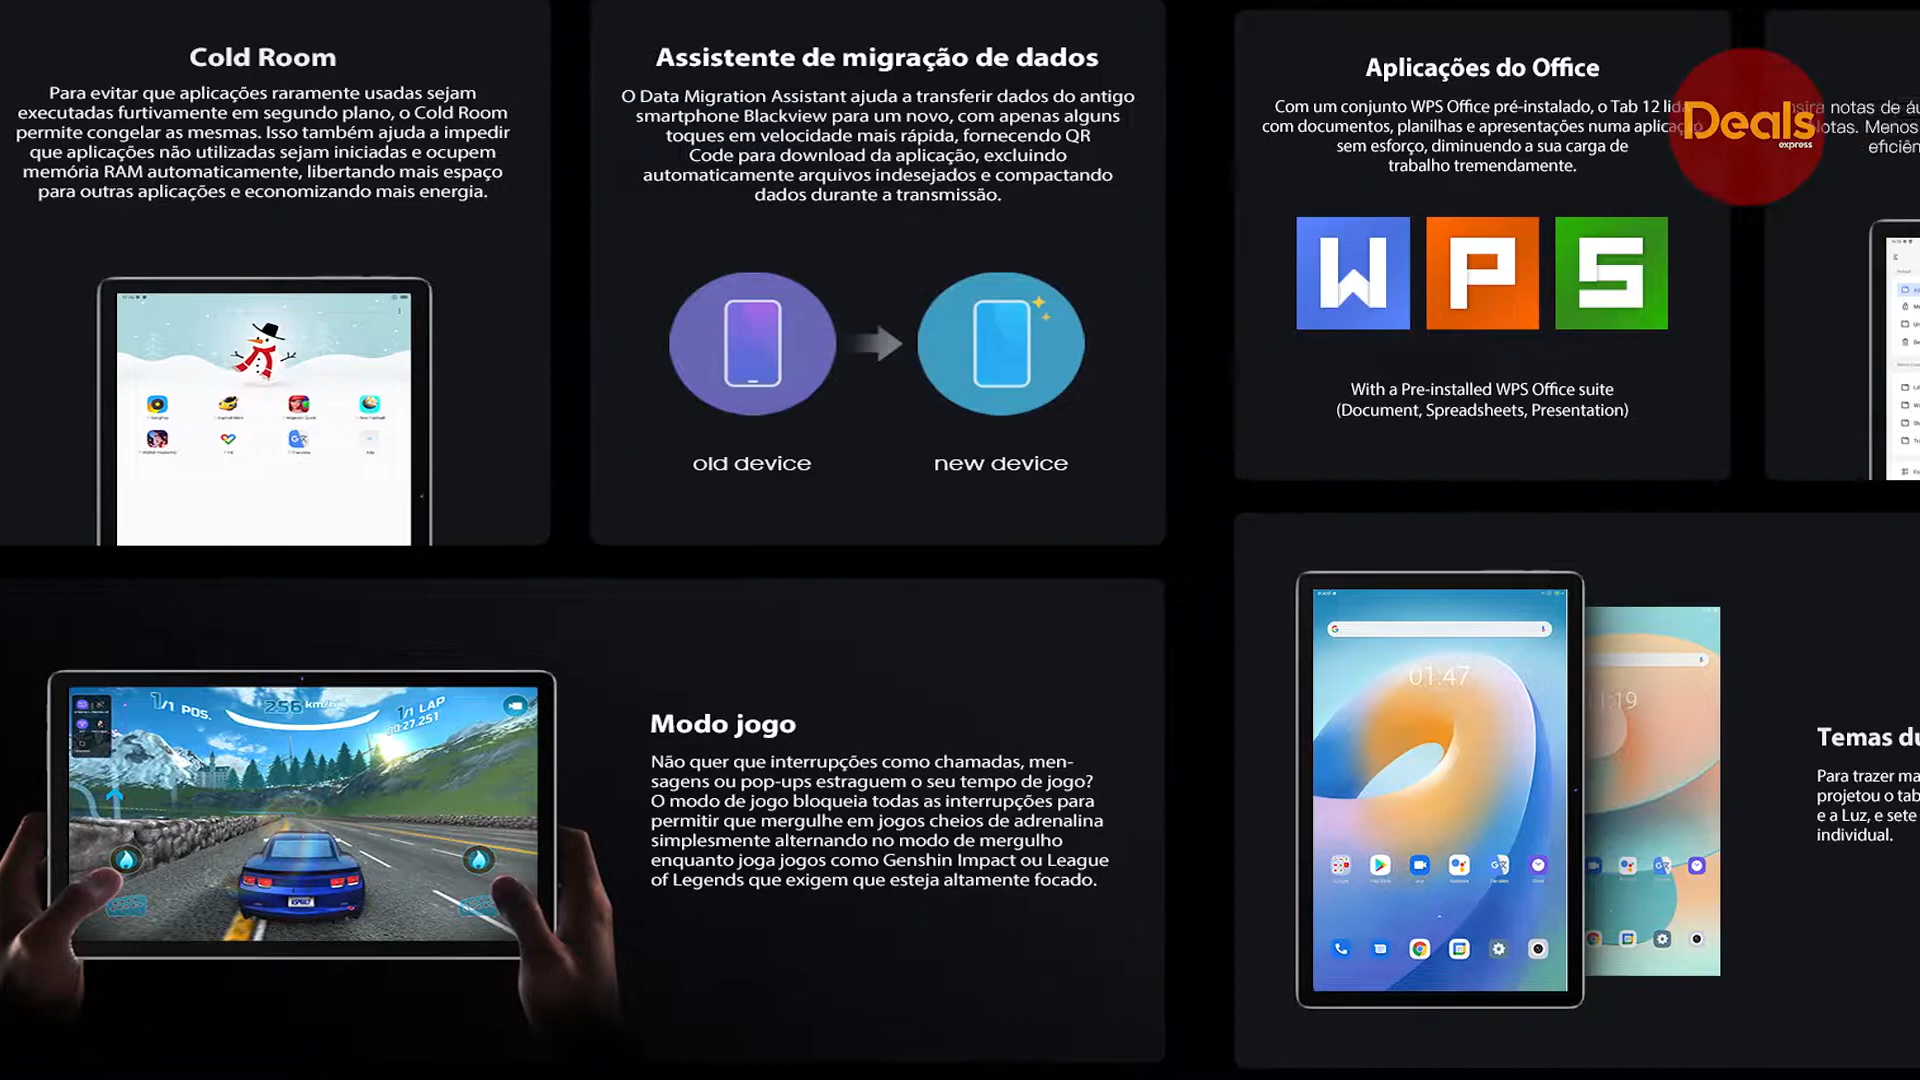 Cold Room
Para evitar que aplicações raramente usadas sejam
executadas furtivamente em segundo plano, o Cold Room
permite congelar as mesmas. Isso também ajuda a impedir
que aplicações não utilizadas sejam iniciadas e ocupem
memória RAM automaticamente, libertando mais espaço
para outras aplicações e economizando mais energia.
Assistente de migração de dados
O Data Migration Assistant ajuda a transferir dados do antigo
smartphone Blackview para um novo, com apenas alguns
toques em velocidade mais rápida, fornecendo QR
Code para download da aplicação, excluindo
automaticamente arquivos indesejados e compactando
dados durante a transmissão.
old device
new device
Aplicações do Office
Com um conjunto WPS Office pré-instalado, o Tab 12 lida
com documentos, planilhas e apresentações numa aplicação
sem esforço, diminuindo a sua carga de
trabalho tremendamente.
W P S
With a Pre-installed WPS Office suite
(Document, Spreadsheets, Presentation)
Deals
express
notas de
Menos
1/1 POS.
256 km/h
1/1 LAP
00:27.251
Modo jogo
Não quer que interrupções como chamadas, men-
sagens ou pop-ups estraguem o seu tempo de jogo?
O modo de jogo bloqueia todas as interrupções para
permitir que mergulhe em jogos cheios de adrenalina
simplesmente alternando no modo de mergulho
enquanto joga jogos como Genshin Impact ou League
of Legends que exigem que esteja altamente focado.
01:47
Temas
Para trazer
projetou o
e a Luz, e sete
individual.